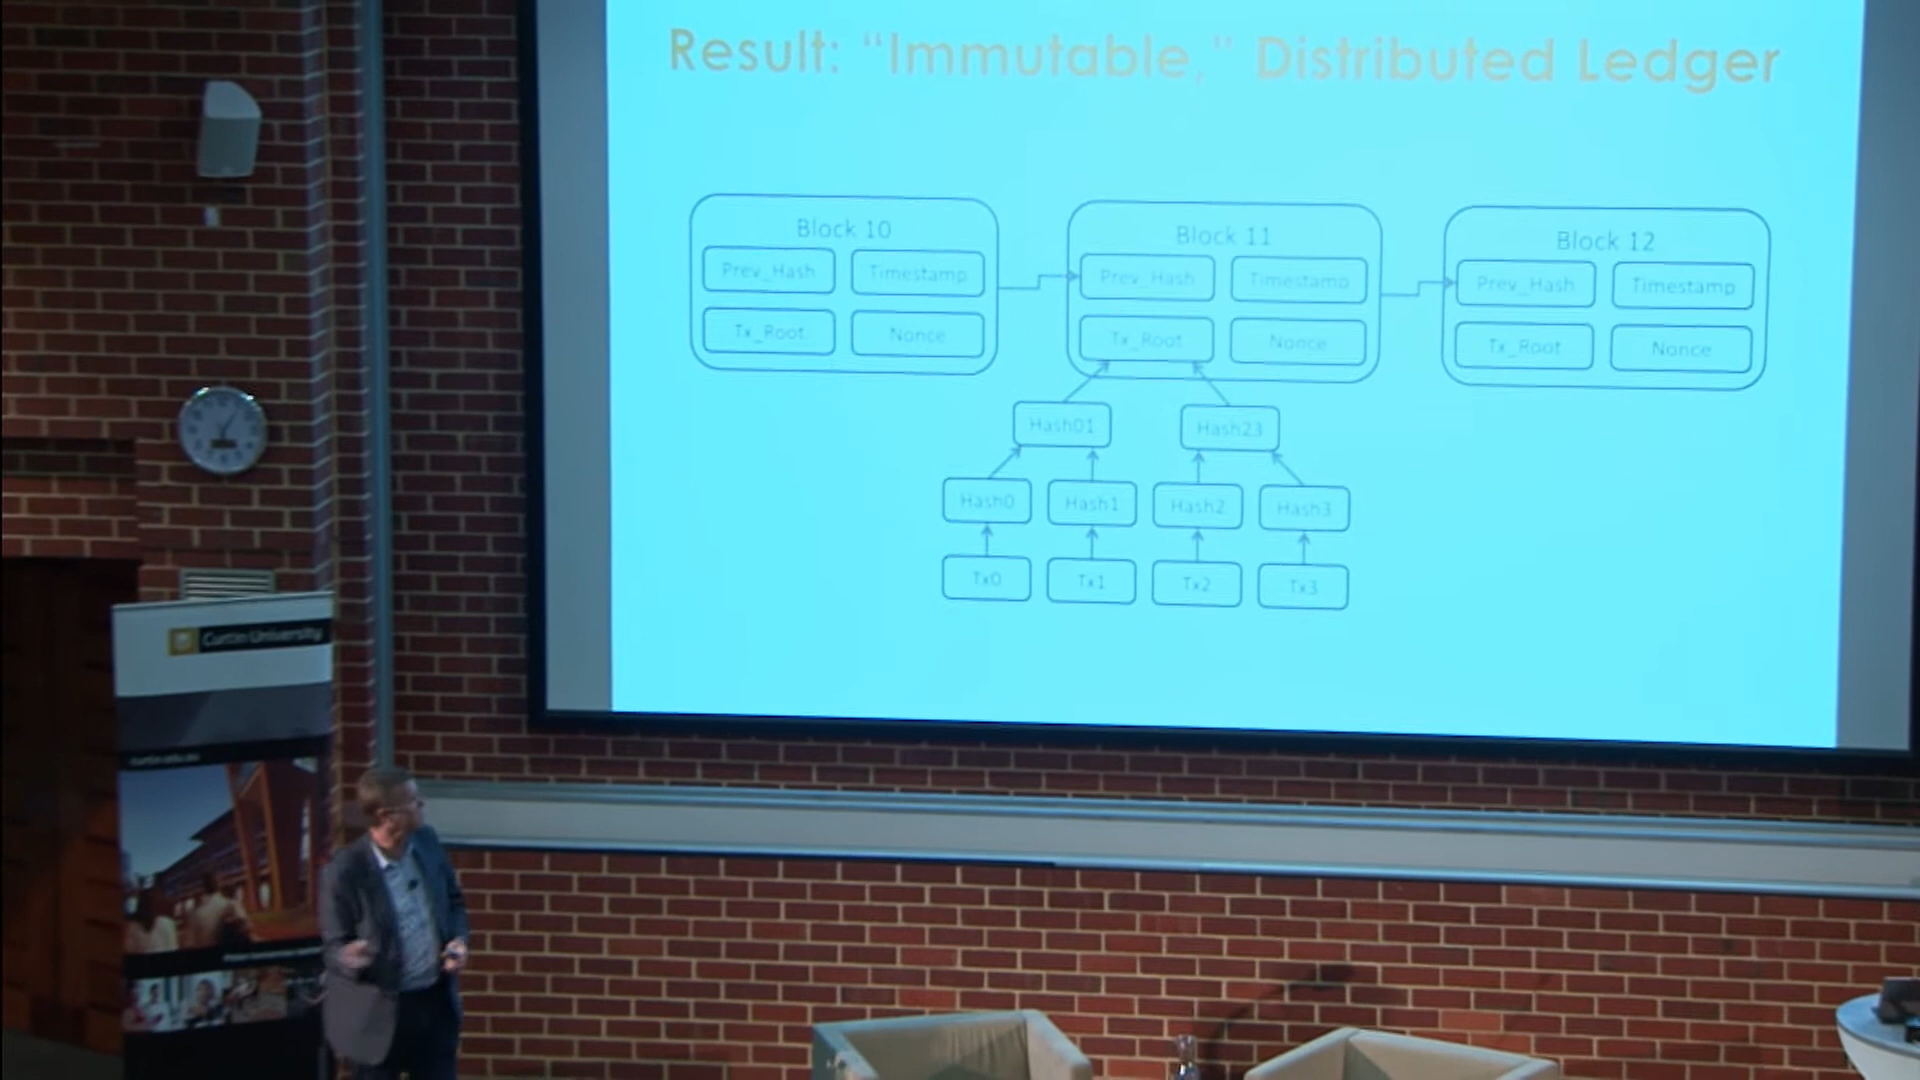 Result: “Immutable,” Distributed Ledger
Block 10
Prev_Hash Timestamp
Tx_Root Nonce
Block 11
Prev_Hash Timestamp
Tx_Root Nonce
Block 12
Prev_Hash Timestamp
Tx_Root Nonce
Hash01 Hash23
Hash0 Hash1 Hash2 Hash3
Tx0 Tx1 Tx2 Tx3
Curtin University